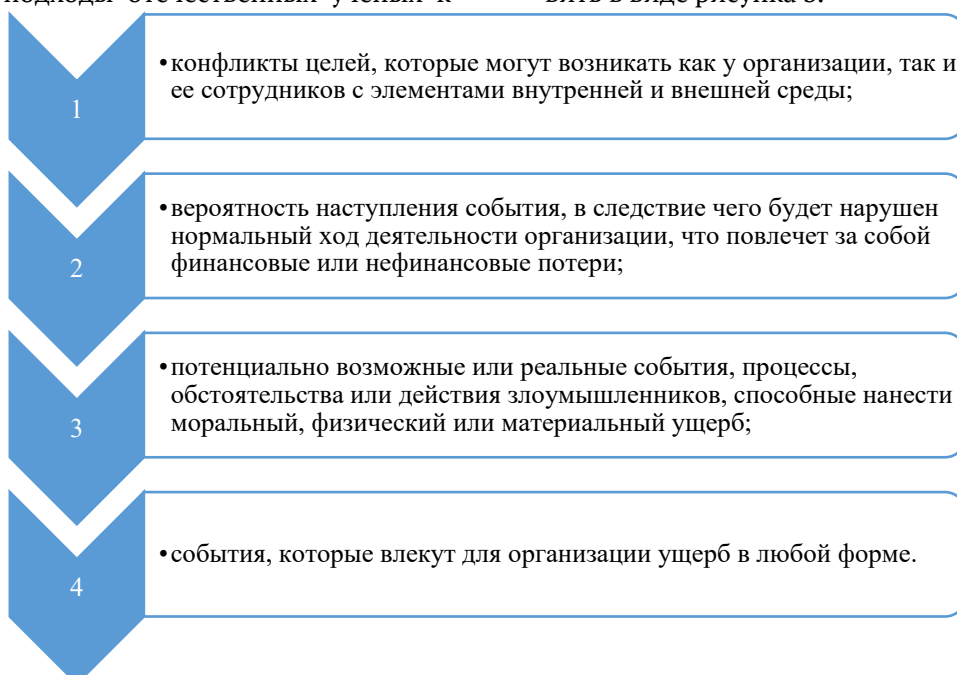 подходы отечественных ученых к
вять в виде рисунка 3.
1
•конфликты целей, которые могут возникать как у организации, так и
ее сотрудников с элементами внутренней и внешней среды;
2
•вероятность наступления события, в следствие чего будет нарушен
нормальный ход деятельности организации, что повлечет за собой
финансовые или нефинансовые потери;
3
•потенциально возможные или реальные события, процессы,
обстоятельства или действия злоумышленников, способные нанести
моральный, физический или материальный ущерб;
4
•события, которые влекут для организации ущерб в любой форме.